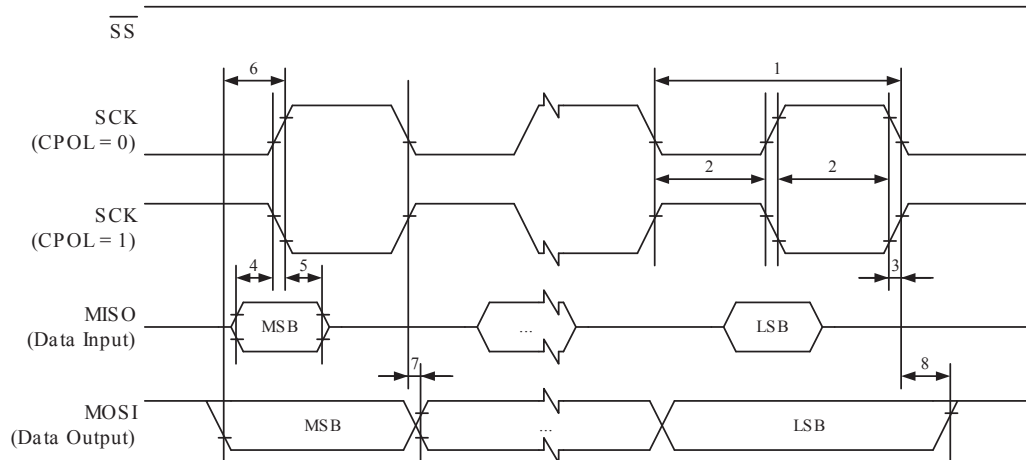 SS
6
1
SCK
(CPOL = 0)
2
2
SCK
(CPOL = 1)
4
5
3
MISO
(Data Input)
MSB
...
LSB
7
8
MOSI
(Data Output)
MSB
...
LSB